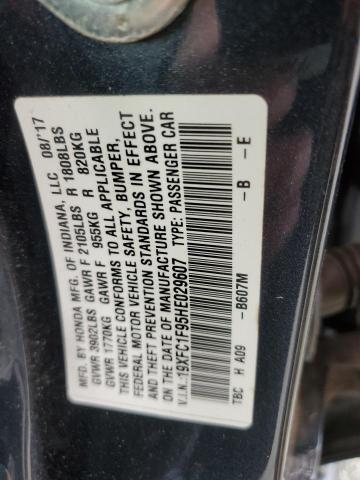 MFD. BY HONDA MFG. OF INDIANA, LLC 08/'17
GVWR 3902LBS GAWR F 2105LBS R 1808LBS
GVWR 1770KG GAWR F 955KG R 820KG
THIS VEHICLE CONFORMS TO ALL APPLICABLE
FEDERAL MOTOR VEHICLE SAFETY, BUMPER,
AND THEFT PREVENTION STANDARDS IN EFFECT
ON THE DATE OF MANUFACTURE SHOWN ABOVE.
V.I.N.:19XFC1F95HE029607 TYPE: PASSENGER CAR
TBC H A09 -B607M -B -E